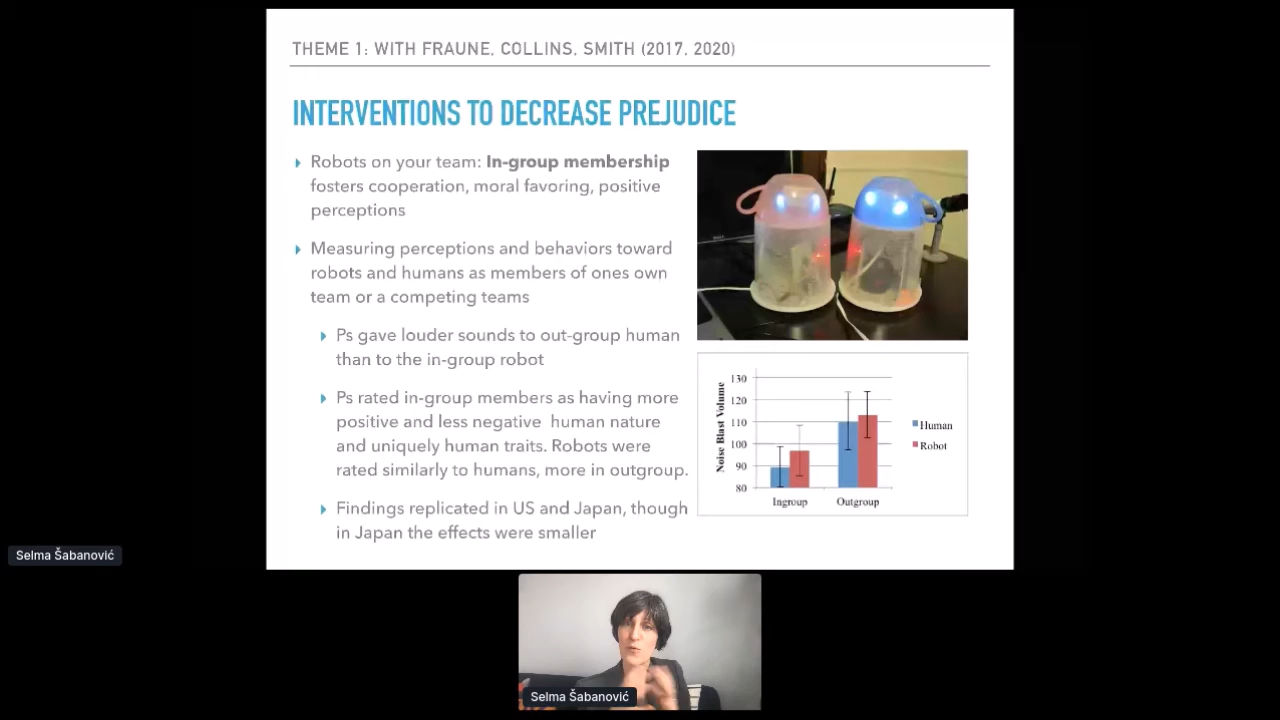 THEME 1: WITH FRAUNE, COLLINS, SMITH (2017, 2020)
INTERVENTIONS TO DECREASE PREJUDICE
Robots on your team: In-group membership
fosters cooperation, moral favoring, positive
perceptions
Measuring perceptions and behaviors toward
robots and humans as members of ones own
team or a competing teams
Ps gave louder sounds to out-group human
than to the in-group robot
Ps rated in-group members as having more
positive and less negative human nature
and uniquely human traits. Robots were
rated similarly to humans, more in outgroup.
Findings replicated in US and Japan, though
in Japan the effects were smaller
Noise Blast Volume
130
120
110
100
90
80
Ingroup
Outgroup
Human
Robot
Selma Šabanović
Selma Šabanović